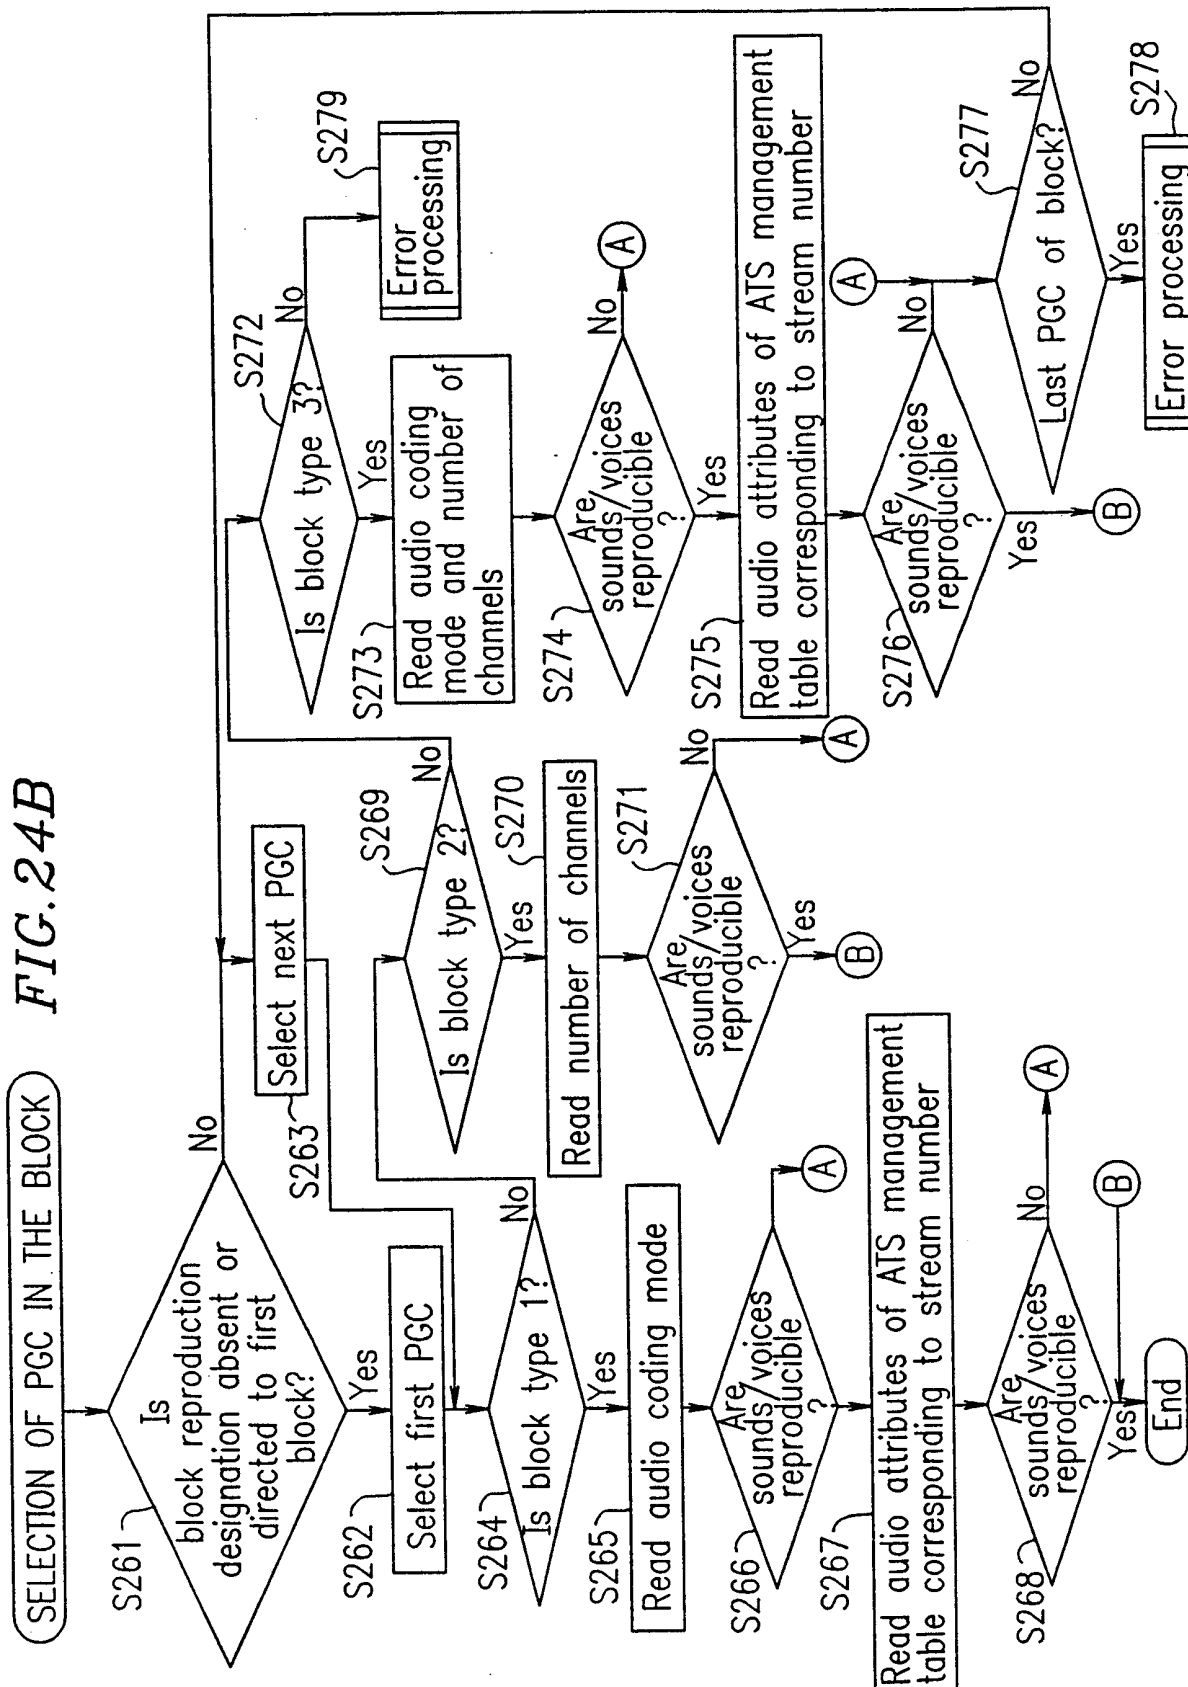 FIG. 24B
SELECTION OF PGC IN THE BLOCK
S261
Is
block reproduction
designation absent or
directed to first
block?
No
Yes
S262
Select first PGC
S263
Select next PGC
S264
Is block type 1?
No
Yes
S265
Read audio coding mode
S266
Are
sounds/voices
reproducible
?
A
S267
Read audio attributes of ATS management
table corresponding to stream number
S268
Are
sounds/voices
reproducible
?
No
A
Yes
B
End
S269
Is block type 2?
No
Yes
S270
Read number of channels
S271
Are
sounds/voices
reproducible
?
No
A
Yes
B
S272
Is block type 3?
No
Yes
S279
Error
processing
S273
Read audio coding
mode and number of
channels
S274
Are
sounds/voices
reproducible
?
No
A
Yes
S275
Read audio attributes of ATS management
table corresponding to stream number
S276
Are
sounds/voices
reproducible
?
No
A
Yes
B
S277
Last PGC of block?
No
Yes
S278
Error processing